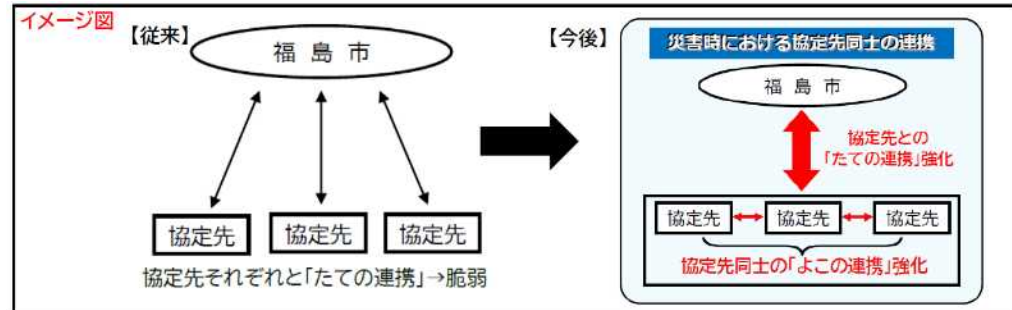 イメージ図
【従来】
福島市
協定先
協定先
協定先
協定先それぞれと「たての連携」→脆弱
【今後】
災害時における協定先同士の連携
福島市
協定先との
「たての連携」強化
協定先
協定先
協定先
協定先同士の「よこの連携」強化